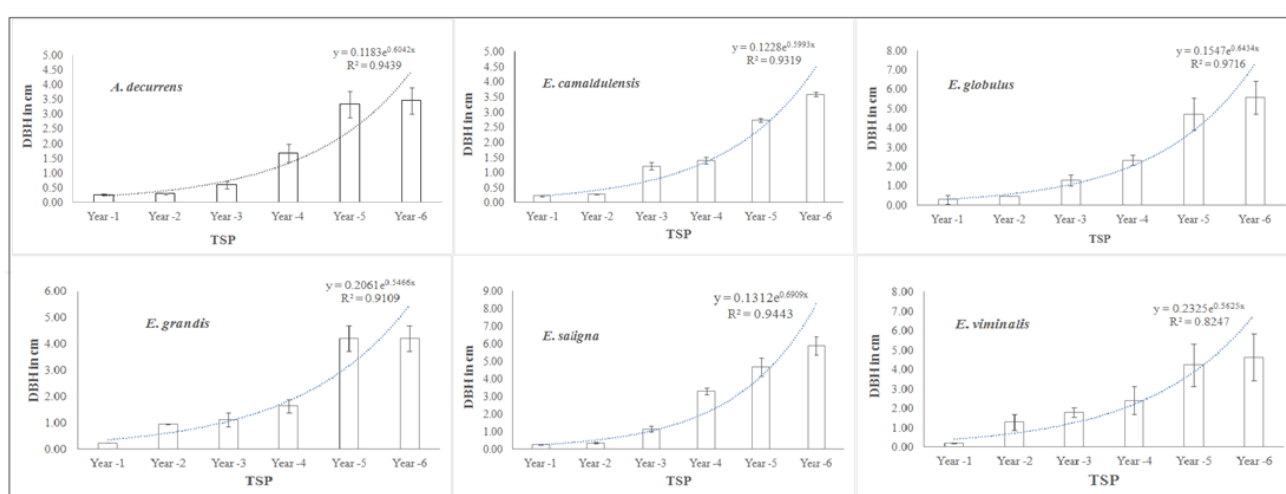 A. decurrens
y = 0.1183e0.6042x
R² = 0.9439
DBH in cm
5.00
4.50
4.00
3.50
3.00
2.50
2.00
1.50
1.00
0.50
0.00
Year -1 Year -2 Year -3 Year -4 Year -5 Year -6
TSP
E. camaldulensis
y = 0.1228e0.5993x
R² = 0.9319
DBH in cm
5.00
4.50
4.00
3.50
3.00
2.50
2.00
1.50
1.00
0.50
0.00
Year -1 Year -2 Year -3 Year -4 Year -5 Year -6
TSP
E. globulus
y = 0.1547e0.6434x
R² = 0.9716
DBH in cm
8.00
7.00
6.00
5.00
4.00
3.00
2.00
1.00
0.00
Year -1 Year -2 Year -3 Year -4 Year -5 Year -6
TSP
E. grandis
y = 0.2061e0.5466x
R² = 0.9109
DBH in cm
6.00
5.00
4.00
3.00
2.00
1.00
0.00
Year -1 Year -2 Year -3 Year -4 Year -5 Year -6
TSP
E. saligna
y = 0.1312e0.6909x
R² = 0.9443
DBH in cm
9.00
8.00
7.00
6.00
5.00
4.00
3.00
2.00
1.00
0.00
Year -1 Year -2 Year -3 Year -4 Year -5 Year -6
TSP
E. viminalis
y = 0.2325e0.5625x
R² = 0.8247
DBH in cm
8.00
7.00
6.00
5.00
4.00
3.00
2.00
1.00
0.00
Year -1 Year -2 Year -3 Year -4 Year -5 Year -6
TSP